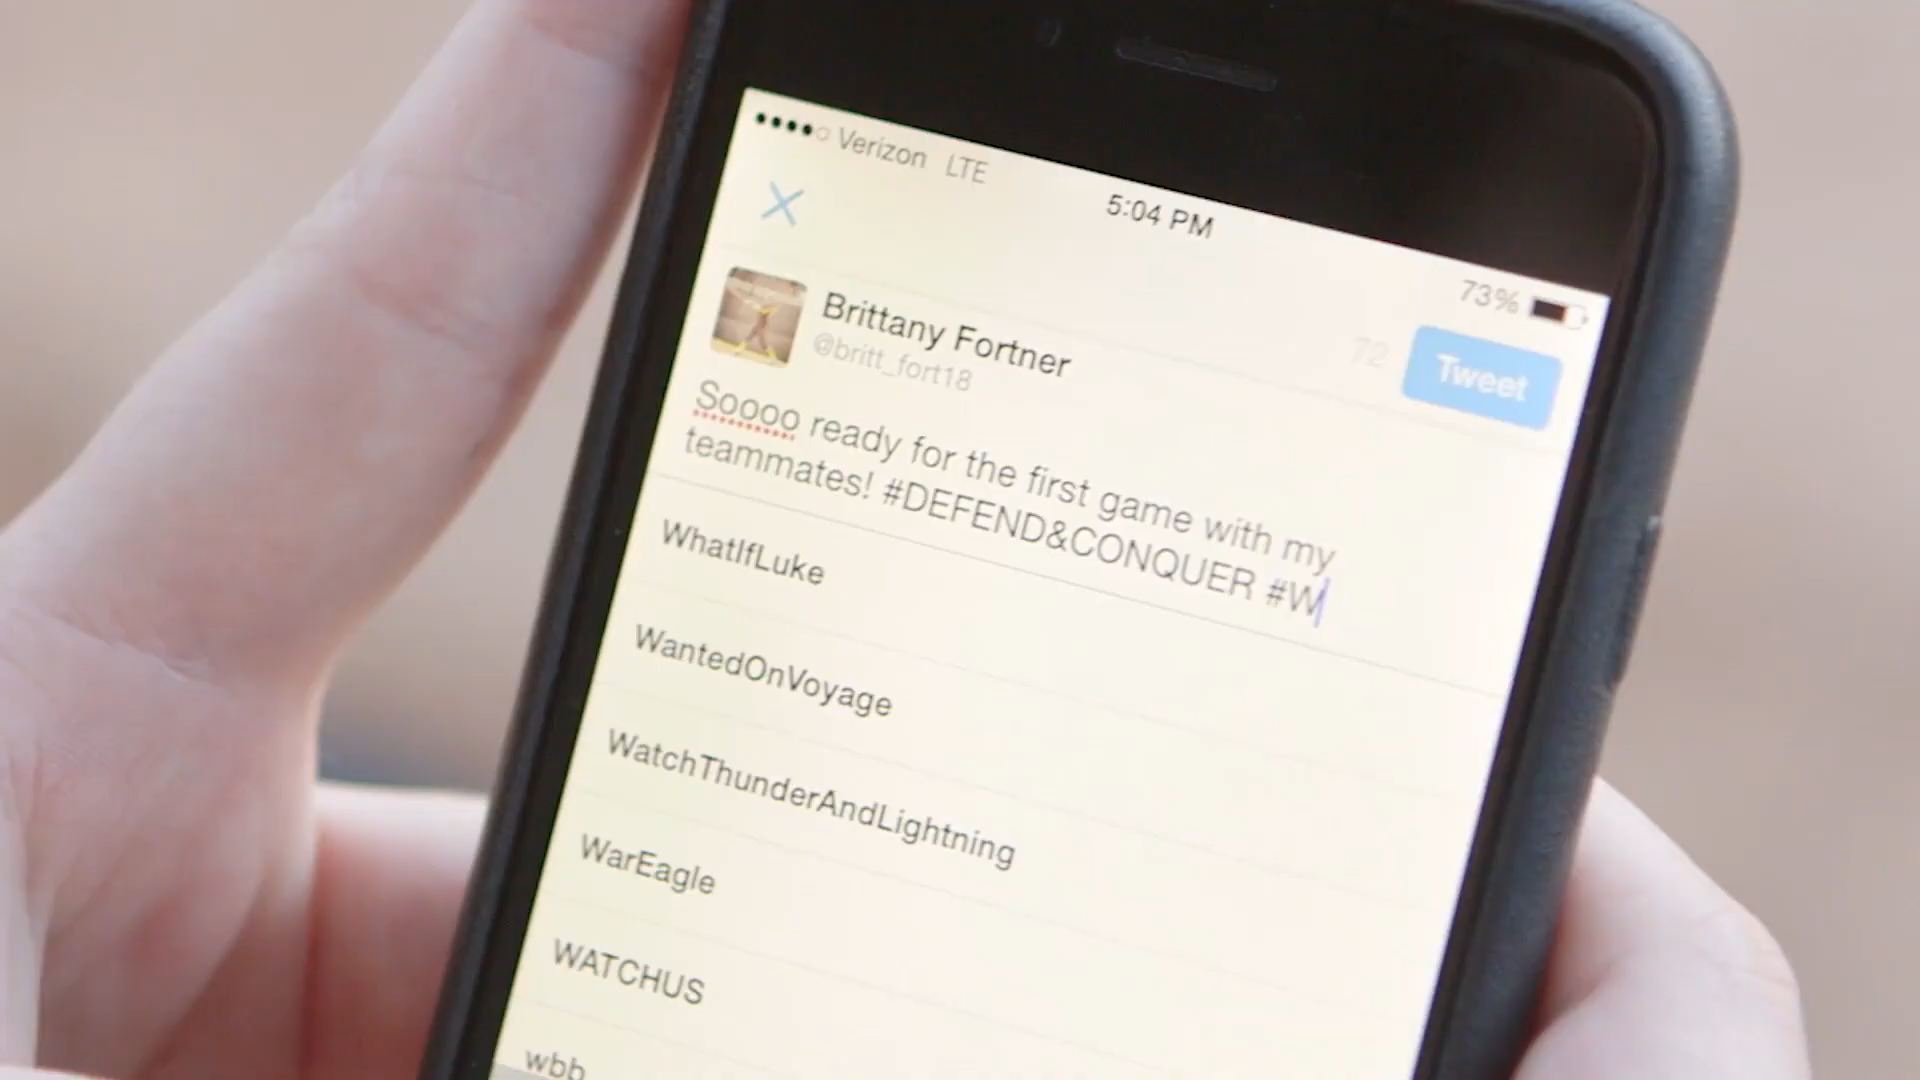 Verizon LTE
5:04 PM
73%
Brittany Fortner
@britt_fort18
72
Tweet
Soooo ready for the first game with my
teammates! #DEFEND&CONQUER #W
WhatIfLuke
WantedOnVoyage
WatchThunderAndLightning
WarEagle
WATCHUS
wbb